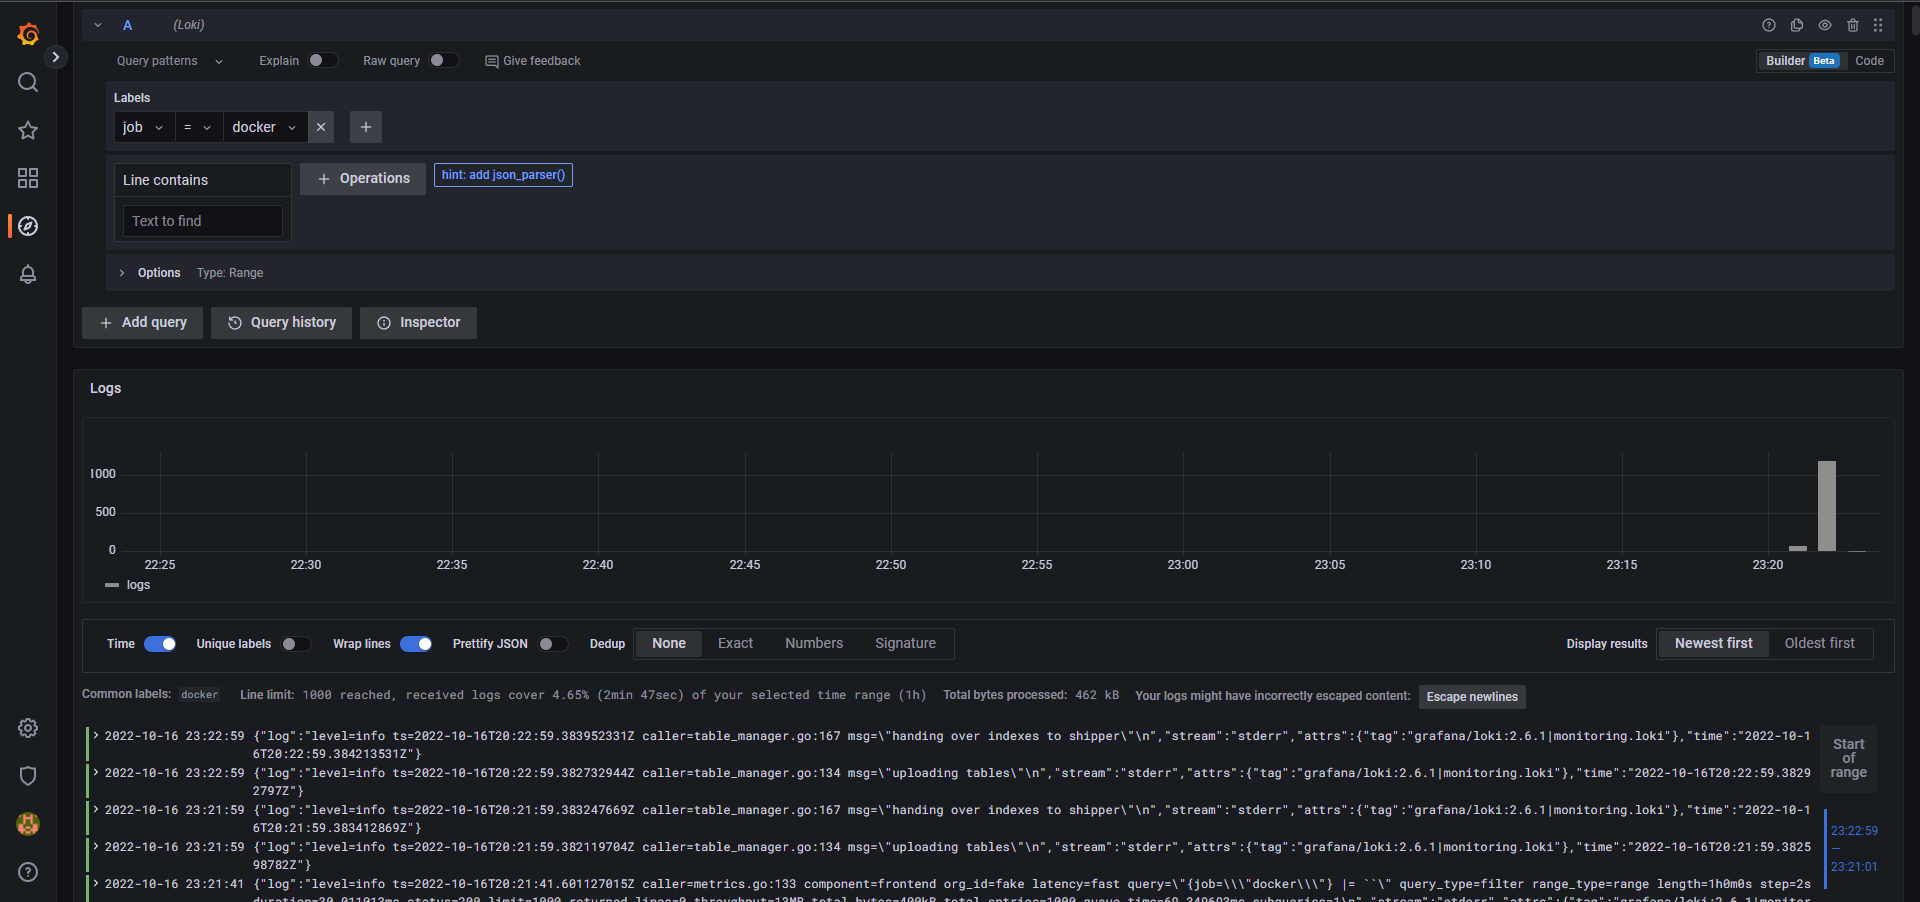 A (Loki)
Query patterns Explain Raw query Give feedback Builder Beta Code
Labels
job = docker
Line contains + Operations hint: add json_parser()
Text to find
Options Type: Range
+ Add query Query history Inspector
Logs
1000
500
0
22:25 22:30 22:35 22:40 22:45 22:50 22:55 23:00 23:05 23:10 23:15 23:20
logs
Time Unique labels Wrap lines Prettify JSON Dedup None Exact Numbers Signature Display results Newest first Oldest first
Common labels: docker Line limit: 1000 reached, received logs cover 4.65% (2min 47sec) of your selected time range (1h) Total bytes processed: 462 kB Your logs might have incorrectly escaped content: Escape newlines
2022-10-16 23:22:59 {"log":"level=info ts=2022-10-16T20:22:59.383952331Z caller=table_manager.go:167 msg=\"handing over indexes to shipper\"\n","stream":"stderr","attrs":{"tag":"grafana/loki:2.6.1|monitoring.loki"},"time":"2022-10-1
6T20:22:59.384213531Z"}
2022-10-16 23:22:59 {"log":"level=info ts=2022-10-16T20:22:59.382732944Z caller=table_manager.go:134 msg=\"uploading tables\"\n","stream":"stderr","attrs":{"tag":"grafana/loki:2.6.1|monitoring.loki"},"time":"2022-10-16T20:22:59.3829
2797Z"}
2022-10-16 23:21:59 {"log":"level=info ts=2022-10-16T20:21:59.383247669Z caller=table_manager.go:167 msg=\"handing over indexes to shipper\"\n","stream":"stderr","attrs":{"tag":"grafana/loki:2.6.1|monitoring.loki"},"time":"2022-10-1
6T20:21:59.383412869Z"}
2022-10-16 23:21:59 {"log":"level=info ts=2022-10-16T20:21:59.382119704Z caller=table_manager.go:134 msg=\"uploading tables\"\n","stream":"stderr","attrs":{"tag":"grafana/loki:2.6.1|monitoring.loki"},"time":"2022-10-16T20:21:59.3825
98782Z"}
2022-10-16 23:21:41 {"log":"level=info ts=2022-10-16T20:21:41.601127015Z caller=metrics.go:133 component=frontend org_id=fake latency=fast query=\"{job=\\\"docker\\\"} |= ``\" query_type=filter range_type=range length=1h0m0s step=2s
Start
of
range
23:22:59
—
23:21:01